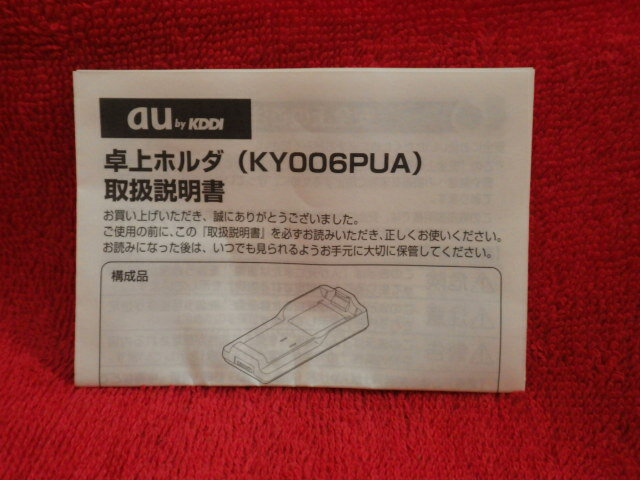 au by KDDI
卓上ホルダ（KY006PUA）
取扱説明書
お買い上げいただき、誠にありがとうございました。
ご使用の前に、この『取扱説明書』を必ずお読みいただき、正しくお使いください。
お読みになった後は、いつでも見られるようお手元に大切に保管してください。
構成品